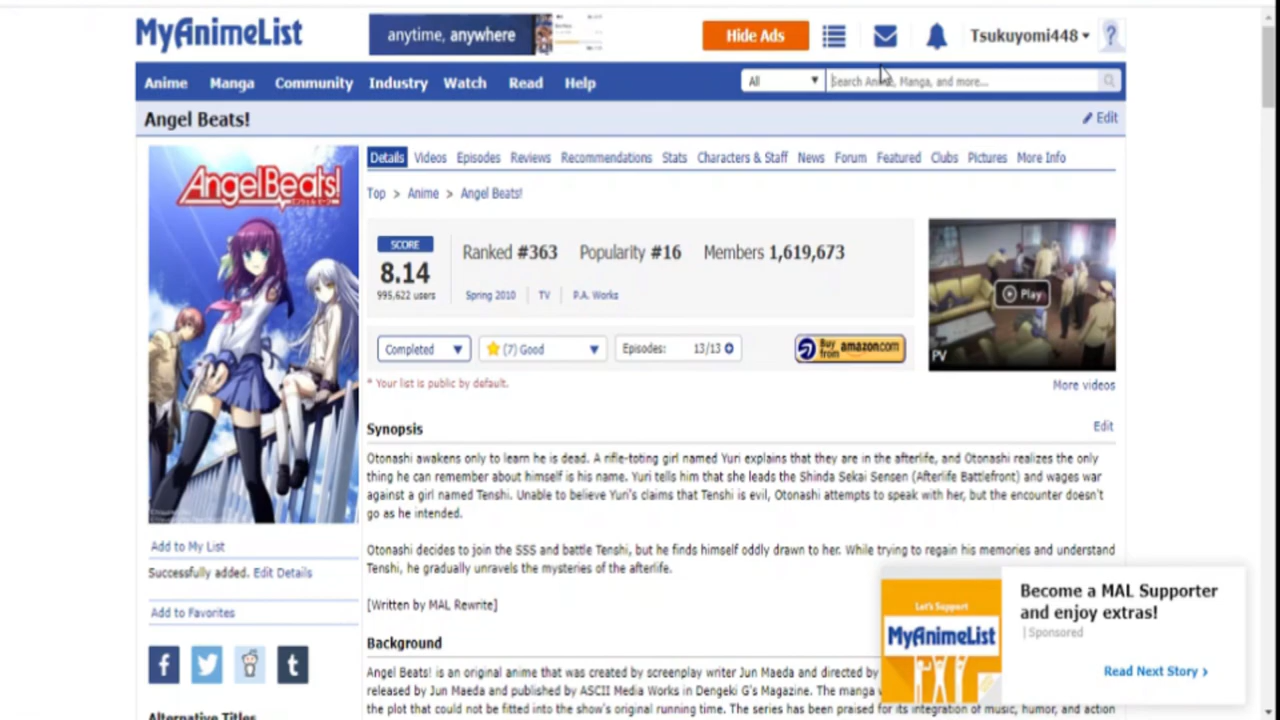 MyAnimeList
anytime, anywhere
Hide Ads
Tsukuyomi448
?
Anime Manga Community Industry Watch Read Help
All
Search Anime, Manga, and more...
Angel Beats!
Edit
AngelBeats!
Details Videos Episodes Reviews Recommendations Stats Characters & Staff News Forum Featured Clubs Pictures More Info
Top > Anime > Angel Beats!
SCORE
8.14
995,622 users
Ranked #363 Popularity #16 Members 1,619,673
Spring 2010 TV P.A. Works
Play
PV
Completed
(7) Good
Episodes: 13/13
Buy from amazon.com
* Your list is public by default.
More videos
Synopsis
Edit
Otonashi awakens only to learn he is dead. A rifle-toting girl named Yuri explains that they are in the afterlife, and Otonashi realizes the only
thing he can remember about himself is his name. Yuri tells him that she leads the Shinda Sekai Sensen (Afterlife Battlefront) and wages war
against a girl named Tenshi. Unable to believe Yuri's claims that Tenshi is evil, Otonashi attempts to speak with her, but the encounter doesn't
go as he intended.
Otonashi decides to join the SSS and battle Tenshi, but he finds himself oddly drawn to her. While trying to regain his memories and understand
Tenshi, he gradually unravels the mysteries of the afterlife.
[Written by MAL Rewrite]
Background
Angel Beats! is an original anime that was created by screenplay writer Jun Maeda and directed by
released by Jun Maeda and published by ASCII Media Works in Dengeki G's Magazine. The manga
the plot that could not be fitted into the show's original running time. The series has been praised for its integration of music, humor, and action
Add to My List
Successfully added. Edit Details
Add to Favorites
Alternative Titles
Let's Support
MyAnimeList
Become a MAL Supporter
and enjoy extras!
| Sponsored
Read Next Story >